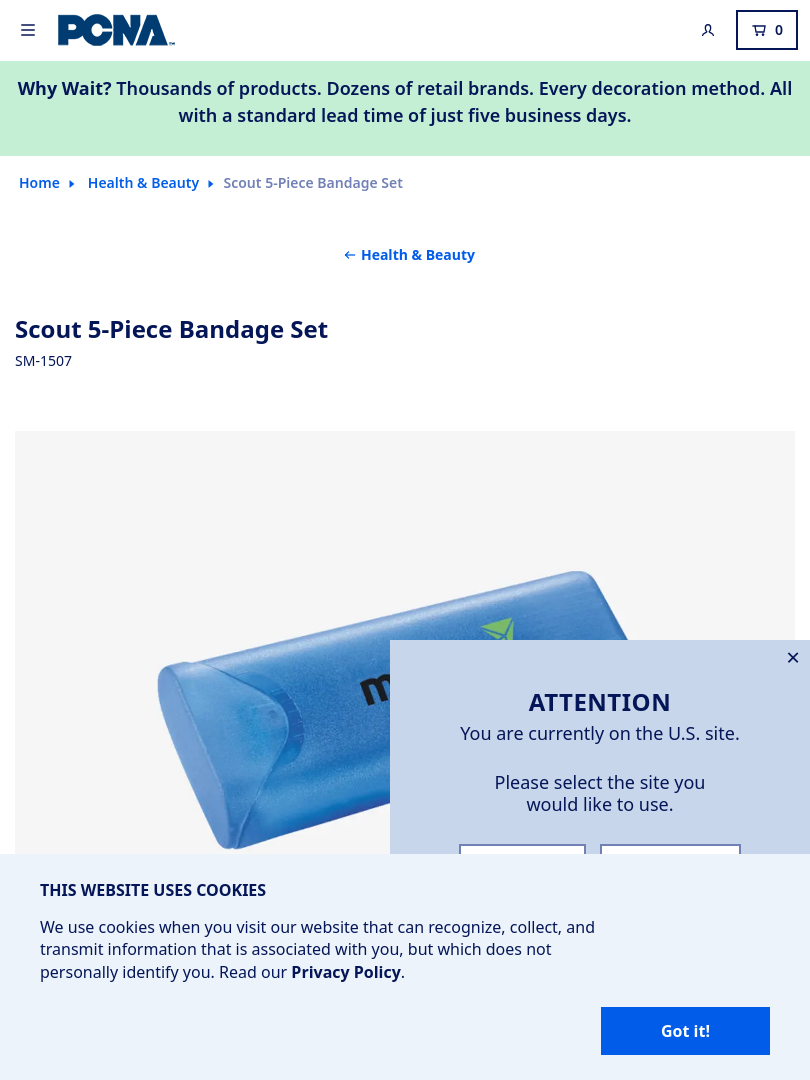 PCNA
0
Why Wait? Thousands of products. Dozens of retail brands. Every decoration method. All
with a standard lead time of just five business days.
Home
Health & Beauty
Scout 5-Piece Bandage Set
Health & Beauty
Scout 5-Piece Bandage Set
SM-1507
ATTENTION
You are currently on the U.S. site.
Please select the site you
would like to use.
THIS WEBSITE USES COOKIES
We use cookies when you visit our website that can recognize, collect, and
transmit information that is associated with you, but which does not
personally identify you. Read our Privacy Policy.
Got it!